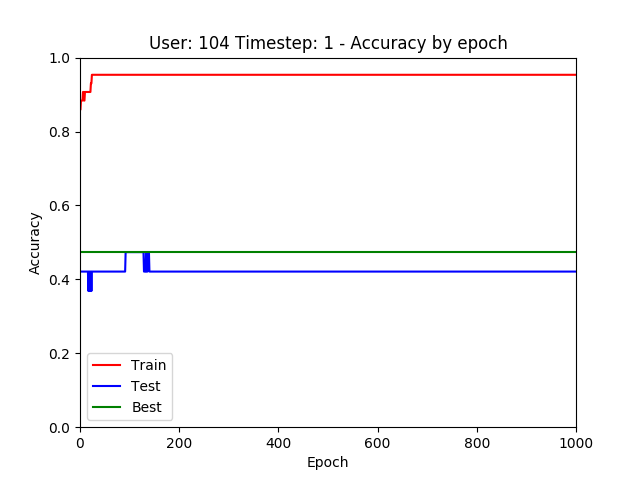 User: 104 Timestep: 1 - Accuracy by epoch
1.0
0.8
0.6
0.4
0.2
0.0
Accuracy
Train
Test
Best
0 200 400 600 800 1000
Epoch